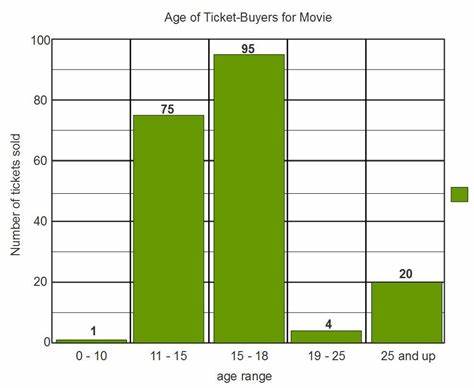 Age of Ticket-Buyers for Movie
Number of tickets sold
100
80
60
40
20
0
1
75
95
4
20
0 - 10
11 - 15
15 - 18
19 - 25
25 and up
age range